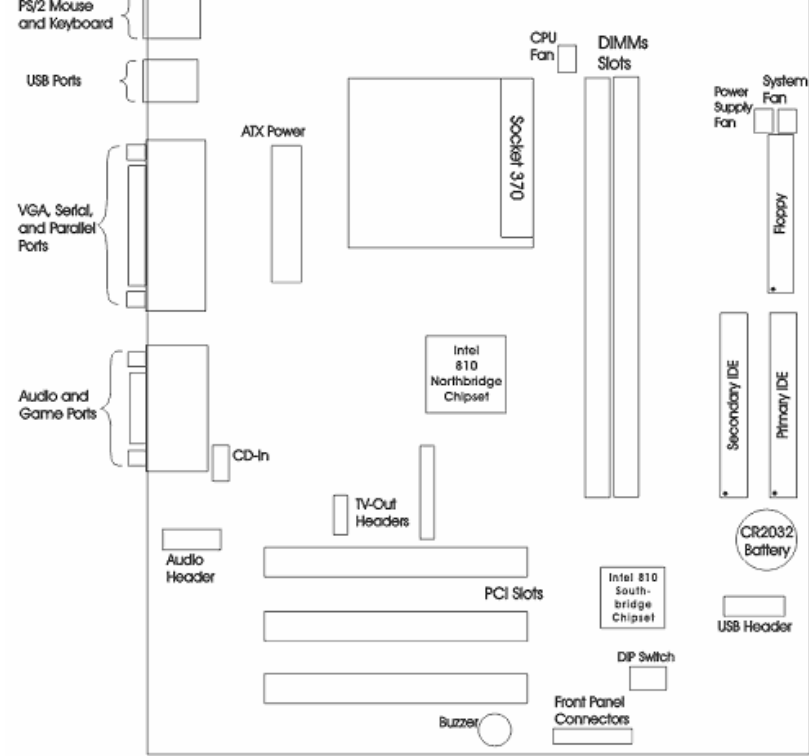 PS/2 Mouse
and Keyboard
USB Ports
ATX Power
CPU
Fan
DIMMs
Slots
Power
Supply
Fan
System
Fan
Socket 370
Floppy
VGA, Serial,
and Parallel
Ports
Intel
810
Northbridge
Chipset
Secondary IDE
Primary IDE
Audio and
Game Ports
CD-In
TV-Out
Headers
CR2032
Battery
Audio
Header
PCI Slots
Intel 810
South-
bridge
Chipset
USB Header
DIP Switch
Front Panel
Connectors
Buzzer